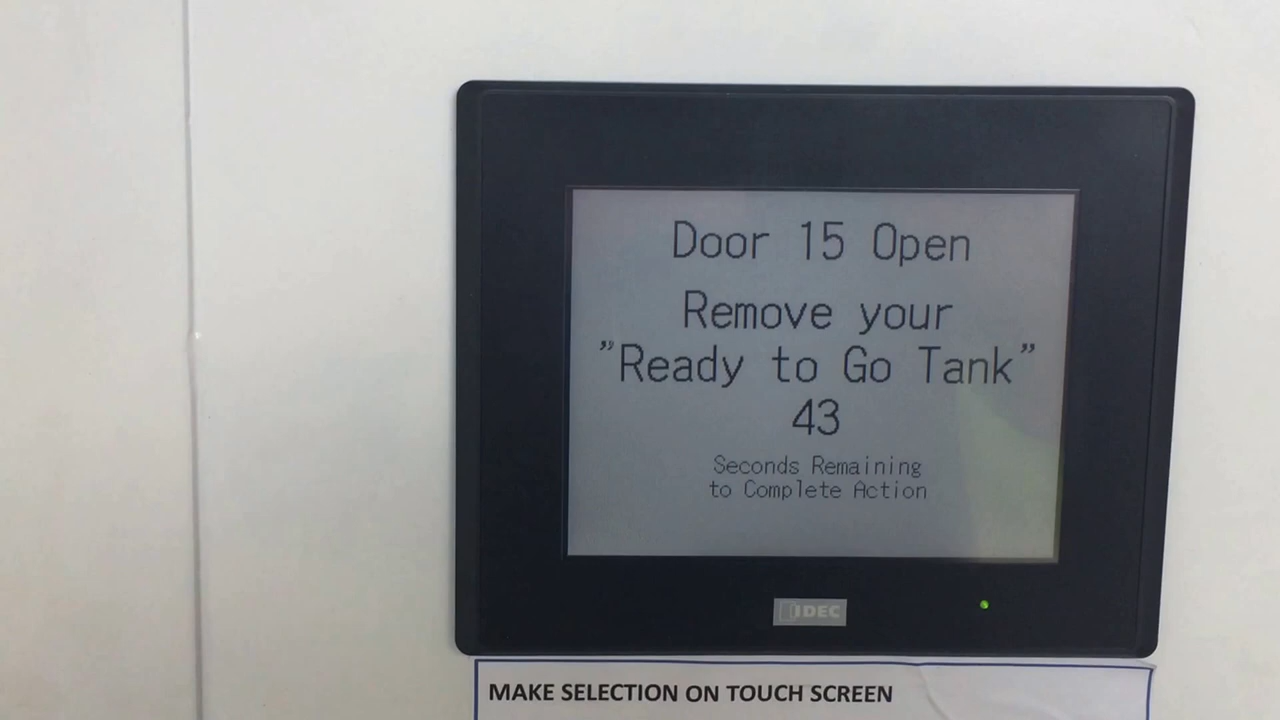 Door 15 Open
Remove your
"Ready to Go Tank"
43
Seconds Remaining
to Complete Action
IDEC
MAKE SELECTION ON TOUCH SCREEN